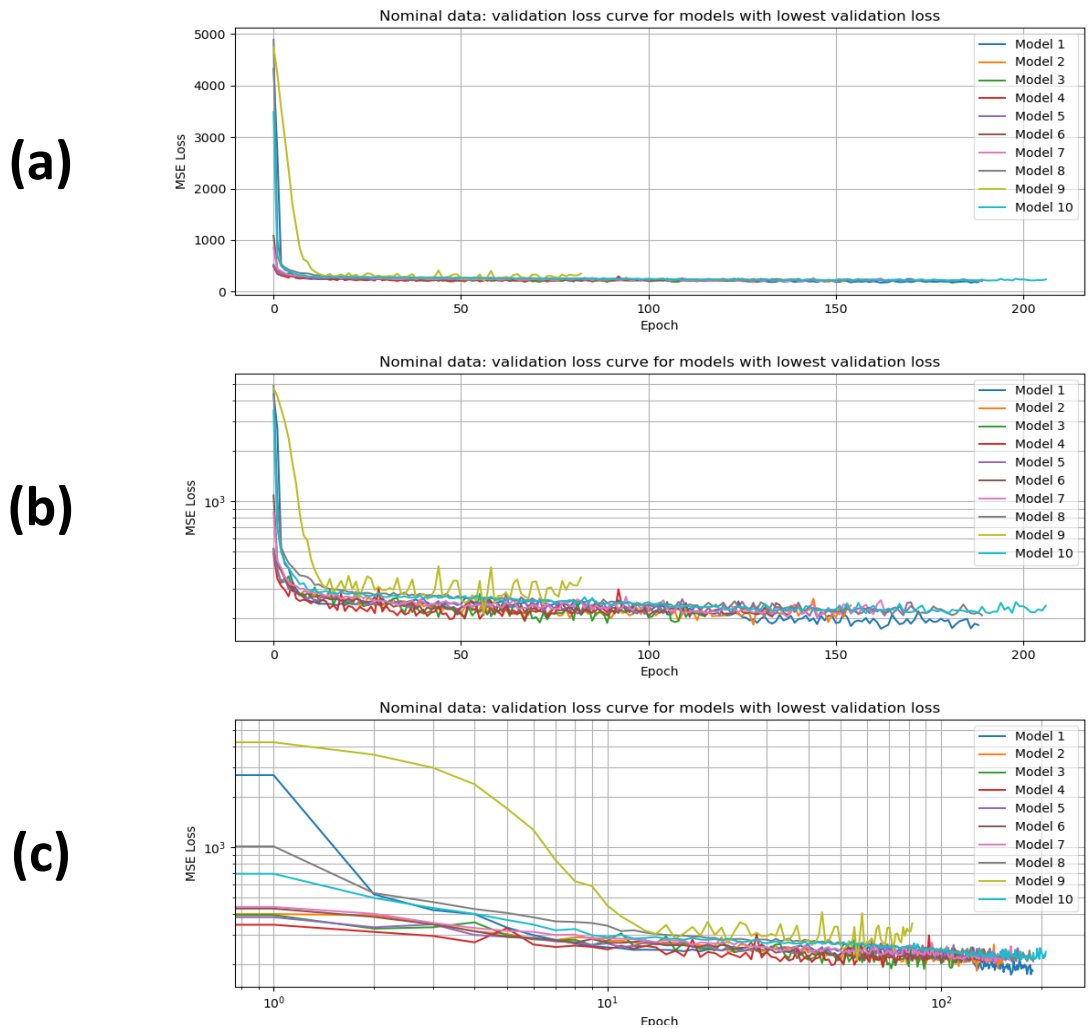 (a)
Nominal data: validation loss curve for models with lowest validation loss
MSE Loss
5000
4000
3000
2000
1000
0
0 50 100 150 200
Epoch
Model 1
Model 2
Model 3
Model 4
Model 5
Model 6
Model 7
Model 8
Model 9
Model 10
(b)
Nominal data: validation loss curve for models with lowest validation loss
MSE Loss
10³
0 50 100 150 200
Epoch
Model 1
Model 2
Model 3
Model 4
Model 5
Model 6
Model 7
Model 8
Model 9
Model 10
(c)
Nominal data: validation loss curve for models with lowest validation loss
MSE Loss
10³
10⁰ 10¹ 10²
Epoch
Model 1
Model 2
Model 3
Model 4
Model 5
Model 6
Model 7
Model 8
Model 9
Model 10